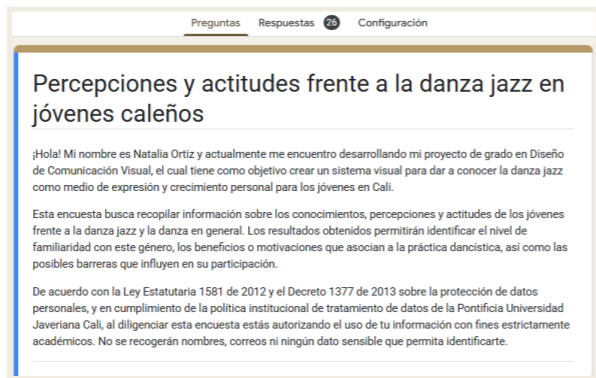 Preguntas Respuestas 26 Configuración
Percepciones y actitudes frente a la danza jazz en
jóvenes caleños
¡Hola! Mi nombre es Natalia Ortiz y actualmente me encuentro desarrollando mi proyecto de grado en Diseño
de Comunicación Visual, el cual tiene como objetivo crear un sistema visual para dar a conocer la danza jazz
como medio de expresión y crecimiento personal para los jóvenes en Cali.
Esta encuesta busca recopilar información sobre los conocimientos, percepciones y actitudes de los jóvenes
frente a la danza jazz y la danza en general. Los resultados obtenidos permitirán identificar el nivel de
familiaridad con este género, los beneficios o motivaciones que asocian a la práctica dancística, así como las
posibles barreras que influyen en su participación.
De acuerdo con la Ley Estatutaria 1581 de 2012 y el Decreto 1377 de 2013 sobre la protección de datos
personales, y en cumplimiento de la política institucional de tratamiento de datos de la Pontificia Universidad
Javeriana Cali, al diligenciar esta encuesta estás autorizando el uso de tu información con fines estrictamente
académicos. No se recogerán nombres, correos ni ningún dato sensible que permita identificarte.